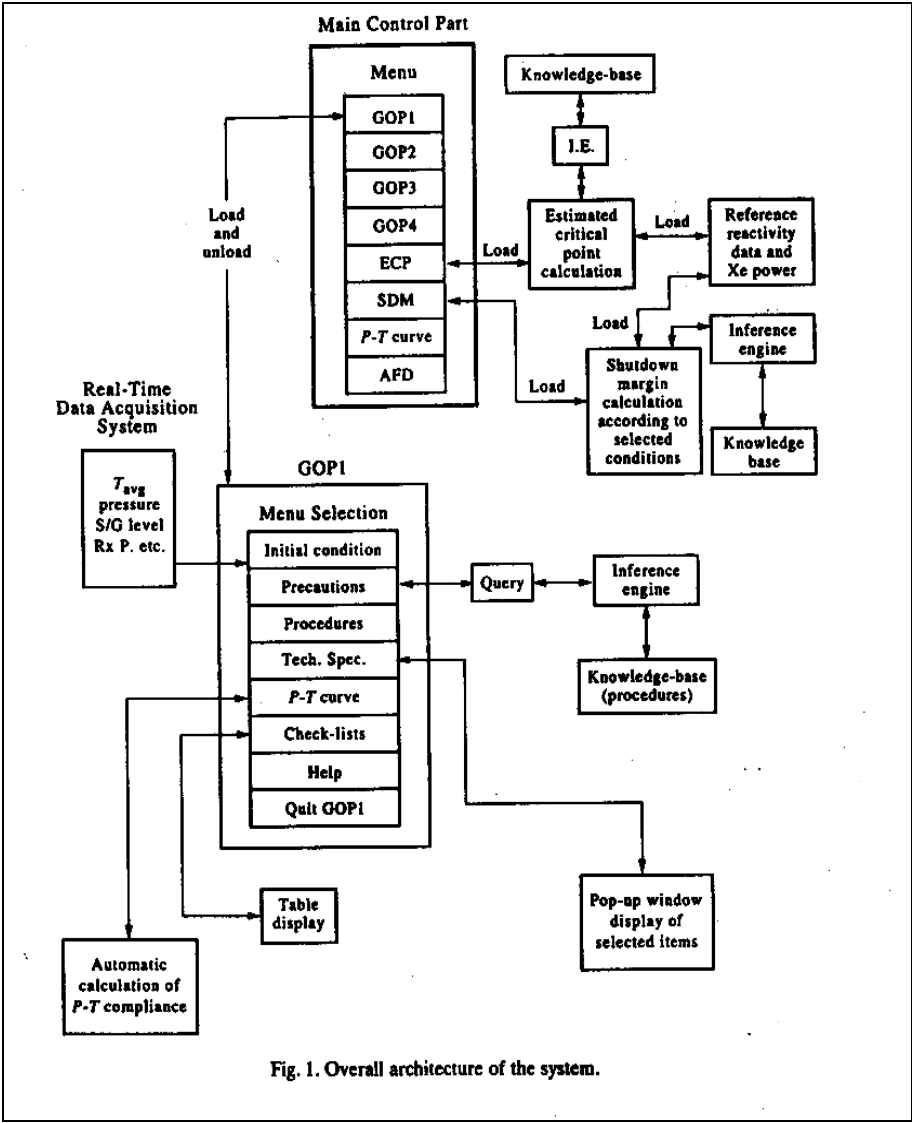 Main Control Part
Menu
GOP1
GOP2
GOP3
GOP4
ECP
SDM
P-T curve
AFD
Knowledge-base
I.E.
Estimated
critical
point
calculation
Load
Load
Reference
reactivity
data and
Xe power
Load
Load
Shutdown
margin
calculation
according to
selected
conditions
Inference
engine
Knowledge
base
Load
and
unload
Real-Time
Data Acquisition
System
Tavg
pressure
S/G level
Rx P. etc.
GOP1
Menu Selection
Initial condition
Precautions
Procedures
Tech. Spec.
P-T curve
Check-lists
Help
Quit GOP1
Query
Inference
engine
Knowledge-base
(procedures)
Table
display
Pop-up window
display of
selected items
Automatic
calculation of
P-T compliance
Fig. 1. Overall architecture of the system.